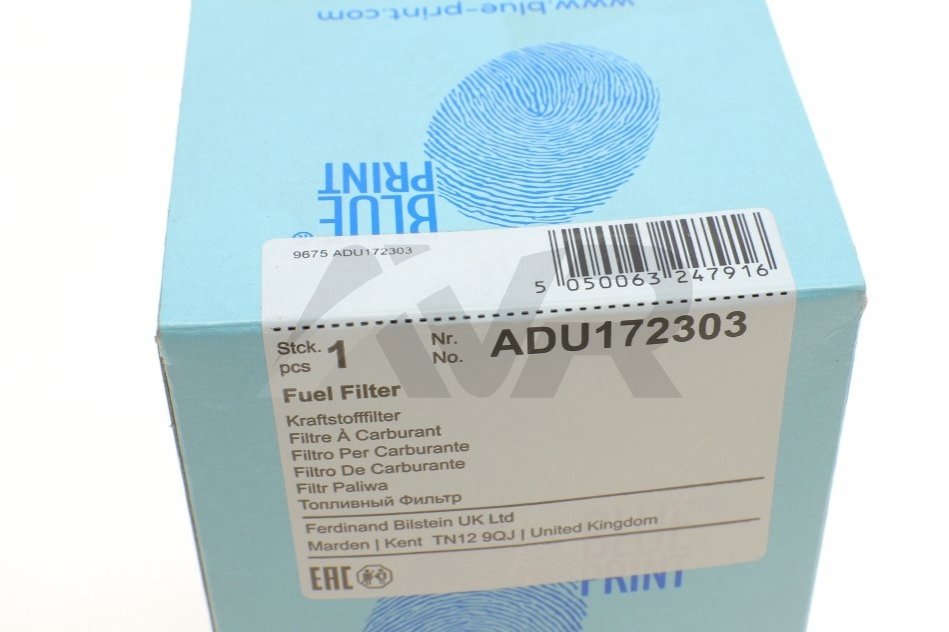 www.blue-print.com
BLUE
PRINT
®
9675 ADU172303
5 050063 247916
Stck. 1 Nr. ADU172303
pcs No.
Fuel Filter
Kraftstofffilter
Filtre À Carburant
Filtro Per Carburante
Filtro De Carburante
Filtr Paliwa
Топливный Фильтр
Ferdinand Bilstein UK Ltd
Marden | Kent TN12 9QJ | United Kingdom
EAC
BLUE
PRINT
AVR